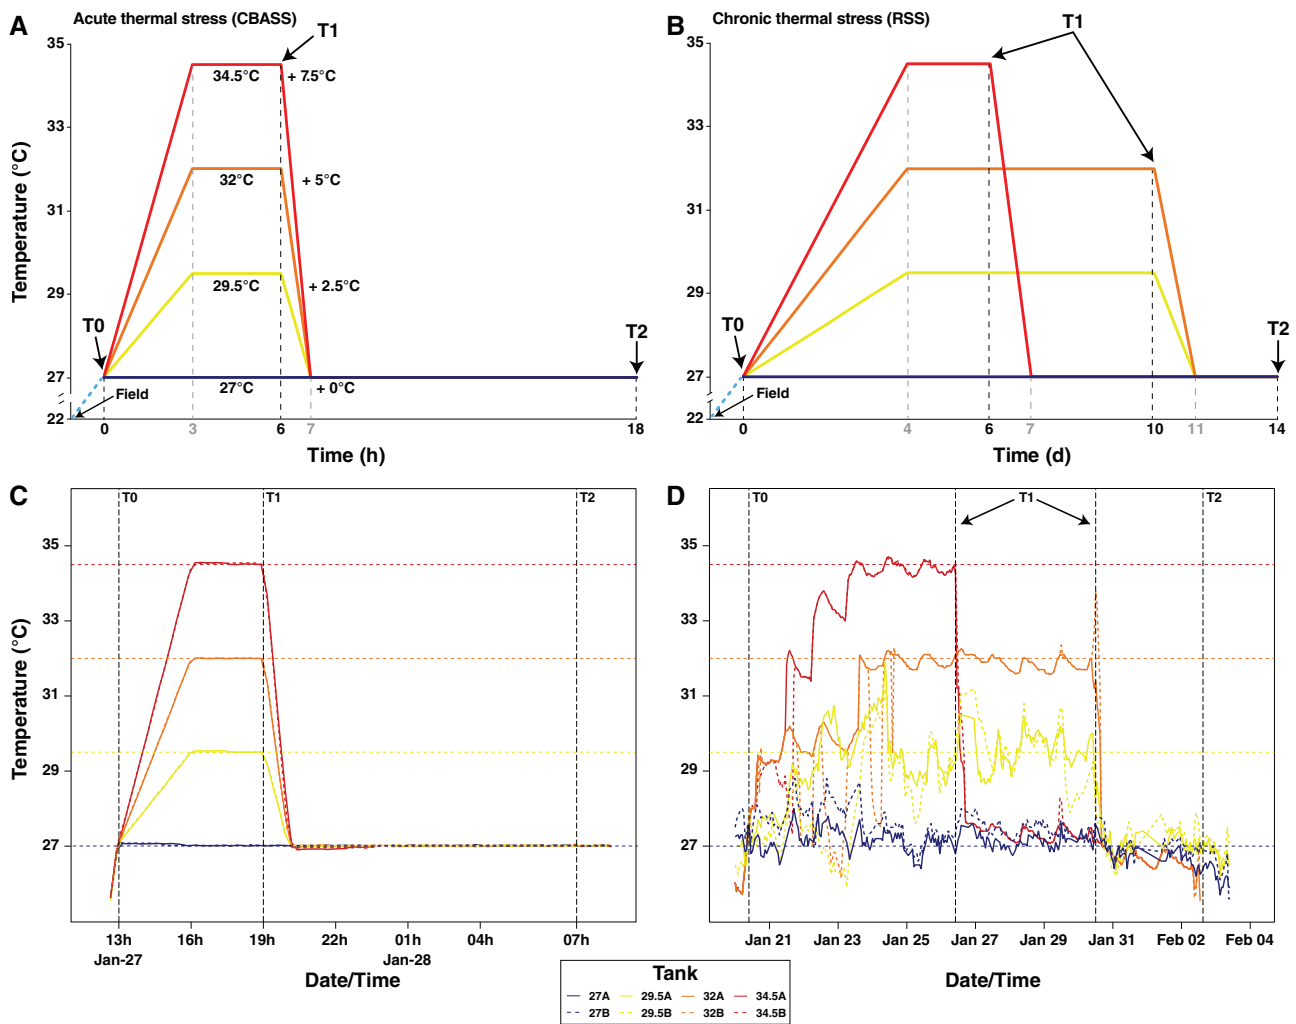 A
Acute thermal stress (CBASS)
T1
35
33
31
29
27
22
Temperature (°C)
34.5°C
+ 7.5°C
32°C
+ 5°C
29.5°C
+ 2.5°C
T0
T2
Field
27°C
+ 0°C
0
3
6
7
18
Time (h)
B
Chronic thermal stress (RSS)
T1
35
33
31
29
27
22
Temperature (°C)
T0
T2
Field
0
4
6
7
10
11
14
Time (d)
C
T0
T1
T2
35
33
31
29
27
Temperature (°C)
13h
16h
19h
22h
01h
04h
07h
Jan-27
Jan-28
Date/Time
D
T0
T1
T2
35
33
31
29
27
Temperature (°C)
Jan 21
Jan 23
Jan 25
Jan 27
Jan 29
Jan 31
Feb 02
Feb 04
Date/Time
Tank
27A 29.5A 32A 34.5A
27B 29.5B 32B 34.5B